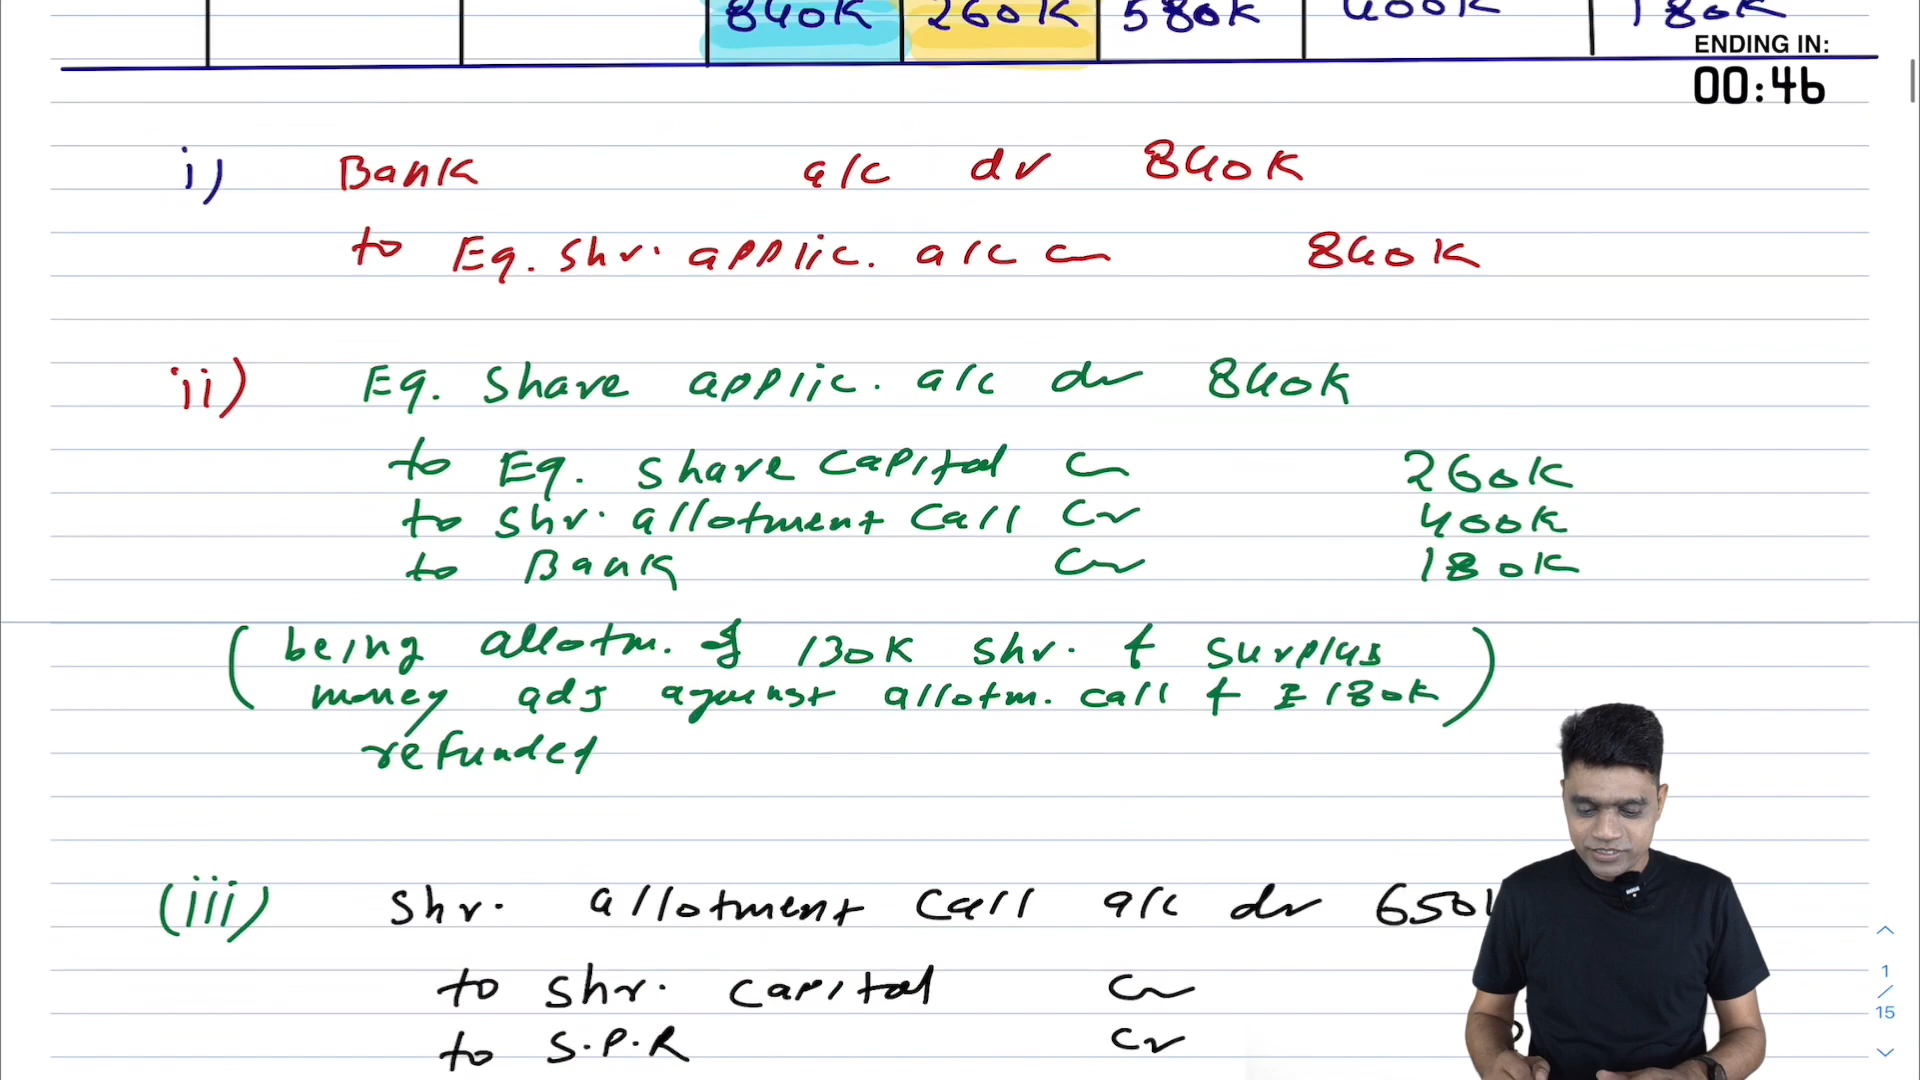 840K 260K 580K 400K 180K
ENDING IN:
00:46
i) Bank a/c dr 840K
to Eq. shr. applic. a/c cr 840K
ii) Eq. share applic. a/c dr 840K
to Eq. share capital cr 260K
to shr. allotment call cr 400K
to Bank cr 180K
(being allotm. of 130K shr. & surplus
money adj against allotm. call & 180K)
refunded
(iii) shr. allotment call a/c dr 650
to shr. capital cr
to S.P.R cr
1
/
15